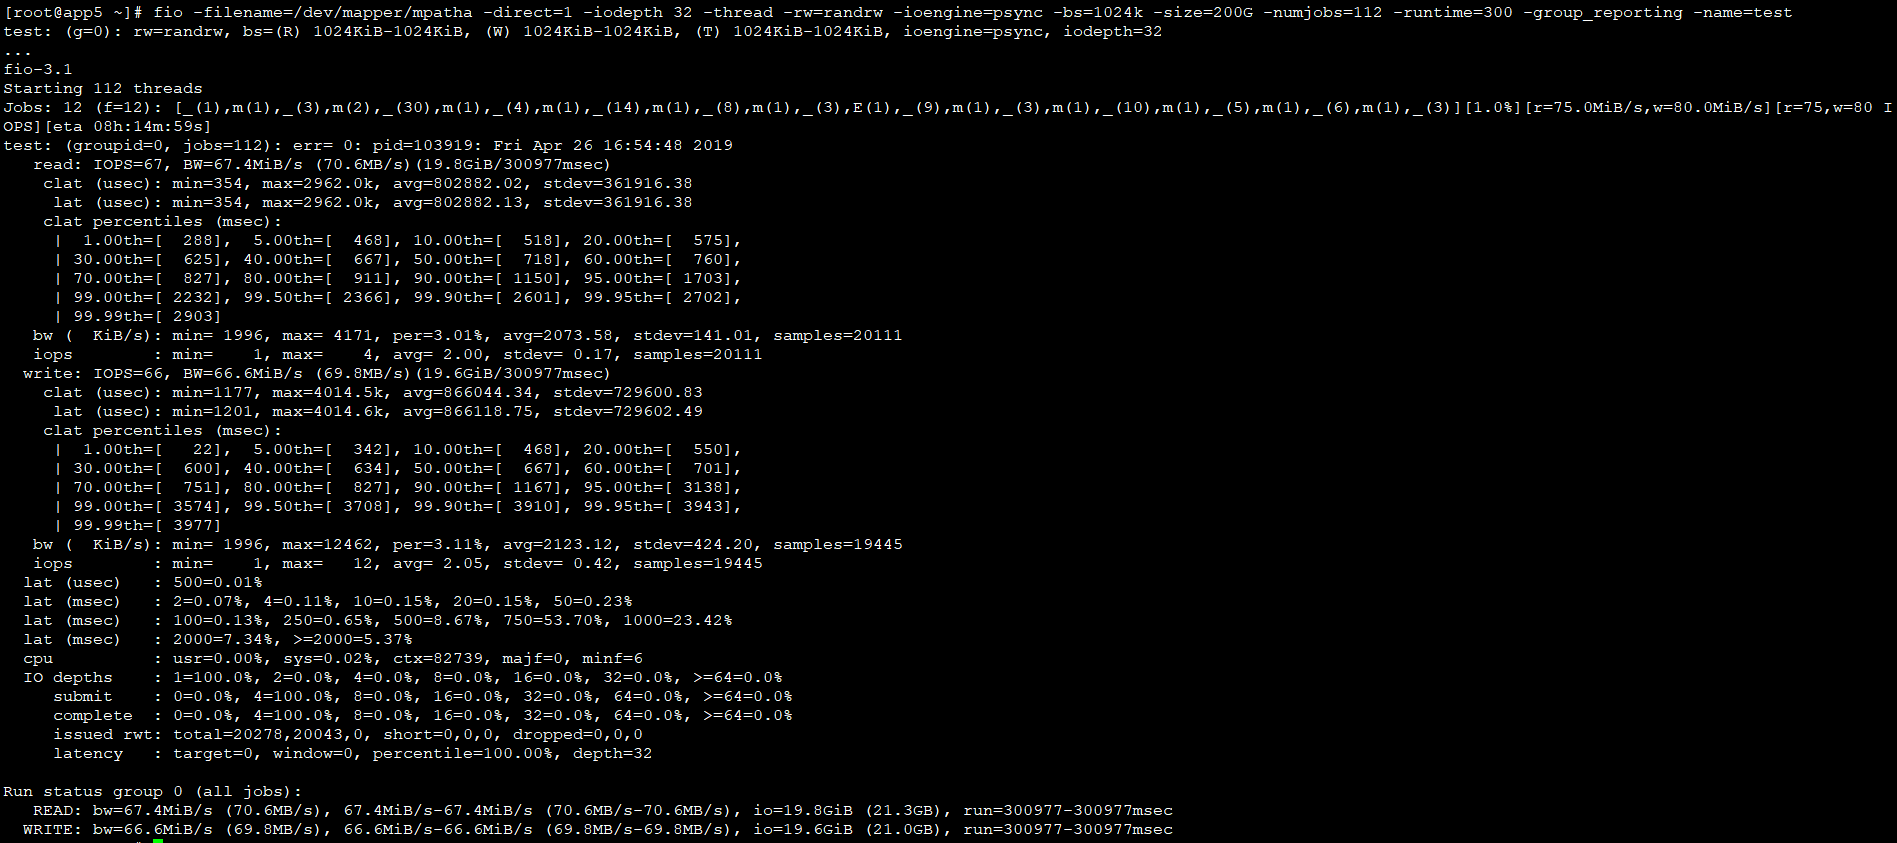 [root@app5 ~]# fio -filename=/dev/mapper/mpatha -direct=1 -iodepth 32 -thread -rw=randrw -ioengine=psync -bs=1024k -size=200G -numjobs=112 -runtime=300 -group_reporting -name=test
test: (g=0): rw=randrw, bs=(R) 1024KiB-1024KiB, (W) 1024KiB-1024KiB, (T) 1024KiB-1024KiB, ioengine=psync, iodepth=32
...
fio-3.1
Starting 112 threads
Jobs: 12 (f=12): [_(1),m(1),_(3),m(2),_(30),m(1),_(4),m(1),_(14),m(1),_(8),m(1),_(3),E(1),_(9),m(1),_(3),m(1),_(10),m(1),_(5),m(1),_(6),m(1),_(3)][1.0%][r=75.0MiB/s,w=80.0MiB/s][r=75,w=80 I
OPS][eta 08h:14m:59s]
test: (groupid=0, jobs=112): err= 0: pid=103919: Fri Apr 26 16:54:48 2019
   read: IOPS=67, BW=67.4MiB/s (70.6MB/s)(19.8GiB/300977msec)
    clat (usec): min=354, max=2962.0k, avg=802882.02, stdev=361916.38
     lat (usec): min=354, max=2962.0k, avg=802882.13, stdev=361916.38
    clat percentiles (msec):
     |  1.00th=[  288],  5.00th=[  468], 10.00th=[  518], 20.00th=[  575],
     | 30.00th=[  625], 40.00th=[  667], 50.00th=[  718], 60.00th=[  760],
     | 70.00th=[  827], 80.00th=[  911], 90.00th=[ 1150], 95.00th=[ 1703],
     | 99.00th=[ 2232], 99.50th=[ 2366], 99.90th=[ 2601], 99.95th=[ 2702],
     | 99.99th=[ 2903]
   bw (  KiB/s): min= 1996, max= 4171, per=3.01%, avg=2073.58, stdev=141.01, samples=20111
   iops        : min=    1, max=    4, avg= 2.00, stdev= 0.17, samples=20111
  write: IOPS=66, BW=66.6MiB/s (69.8MB/s)(19.6GiB/300977msec)
    clat (usec): min=1177, max=4014.5k, avg=866044.34, stdev=729600.83
     lat (usec): min=1201, max=4014.6k, avg=866118.75, stdev=729602.49
    clat percentiles (msec):
     |  1.00th=[   22],  5.00th=[  342], 10.00th=[  468], 20.00th=[  550],
     | 30.00th=[  600], 40.00th=[  634], 50.00th=[  667], 60.00th=[  701],
     | 70.00th=[  751], 80.00th=[  827], 90.00th=[ 1167], 95.00th=[ 3138],
     | 99.00th=[ 3574], 99.50th=[ 3708], 99.90th=[ 3910], 99.95th=[ 3943],
     | 99.99th=[ 3977]
   bw (  KiB/s): min= 1996, max=12462, per=3.11%, avg=2123.12, stdev=424.20, samples=19445
   iops        : min=    1, max=   12, avg= 2.05, stdev= 0.42, samples=19445
  lat (usec)   : 500=0.01%
  lat (msec)   : 2=0.07%, 4=0.11%, 10=0.15%, 20=0.15%, 50=0.23%
  lat (msec)   : 100=0.13%, 250=0.65%, 500=8.67%, 750=53.70%, 1000=23.42%
  lat (msec)   : 2000=7.34%, >=2000=5.37%
  cpu          : usr=0.00%, sys=0.02%, ctx=82739, majf=0, minf=6
  IO depths    : 1=100.0%, 2=0.0%, 4=0.0%, 8=0.0%, 16=0.0%, 32=0.0%, >=64=0.0%
     submit    : 0=0.0%, 4=100.0%, 8=0.0%, 16=0.0%, 32=0.0%, 64=0.0%, >=64=0.0%
     complete  : 0=0.0%, 4=100.0%, 8=0.0%, 16=0.0%, 32=0.0%, 64=0.0%, >=64=0.0%
     issued rwt: total=20278,20043,0, short=0,0,0, dropped=0,0,0
     latency   : target=0, window=0, percentile=100.00%, depth=32
Run status group 0 (all jobs):
   READ: bw=67.4MiB/s (70.6MB/s), 67.4MiB/s-67.4MiB/s (70.6MB/s-70.6MB/s), io=19.8GiB (21.3GB), run=300977-300977msec
  WRITE: bw=66.6MiB/s (69.8MB/s), 66.6MiB/s-66.6MiB/s (69.8MB/s-69.8MB/s), io=19.6GiB (21.0GB), run=300977-300977msec